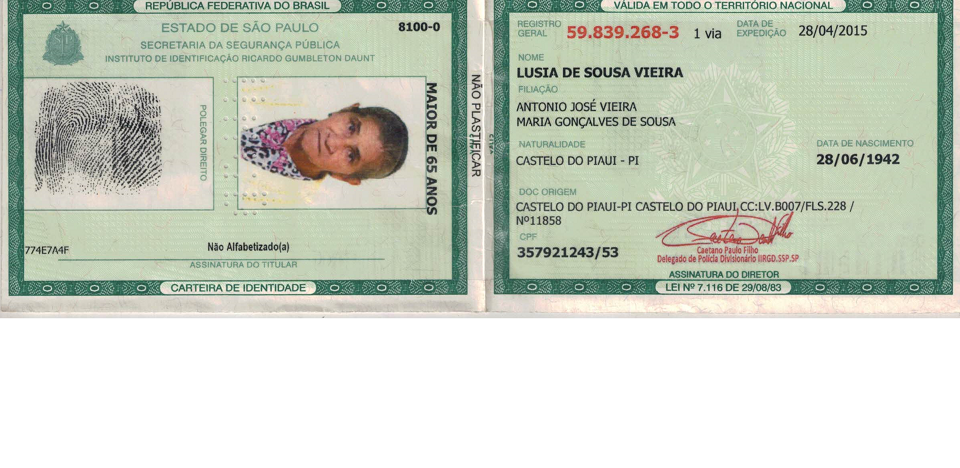 REPÚBLICA FEDERATIVA DO BRASIL
ESTADO DE SÃO PAULO
8100-0
SECRETARIA DA SEGURANÇA PÚBLICA
INSTITUTO DE IDENTIFICAÇÃO RICARDO GUMBLETON DAUNT
POLEGAR DIREITO
MAIOR DE 65 ANOS
774E7A4F
Não Alfabetizado(a)
ASSINATURA DO TITULAR
CARTEIRA DE IDENTIDADE
NÃO PLASTIFICAR
VÁLIDA EM TODO O TERRITÓRIO NACIONAL
REGISTRO GERAL 59.839.268-3 1 via DATA DE EXPEDIÇÃO 28/04/2015
NOME
LUSIA DE SOUSA VIEIRA
FILIAÇÃO
ANTONIO JOSÉ VIEIRA
MARIA GONÇALVES DE SOUSA
NATURALIDADE DATA DE NASCIMENTO
CASTELO DO PIAUI - PI 28/06/1942
DOC ORIGEM
CASTELO DO PIAUI-PI CASTELO DO PIAUI CC:LV.B007/FLS.228 /
Nº11858
CPF
357921243/53
Caetano Paulo Filho
Delegado de Polícia Divisionário IIRGD.SSP.SP
ASSINATURA DO DIRETOR
LEI Nº 7.116 DE 29/08/83